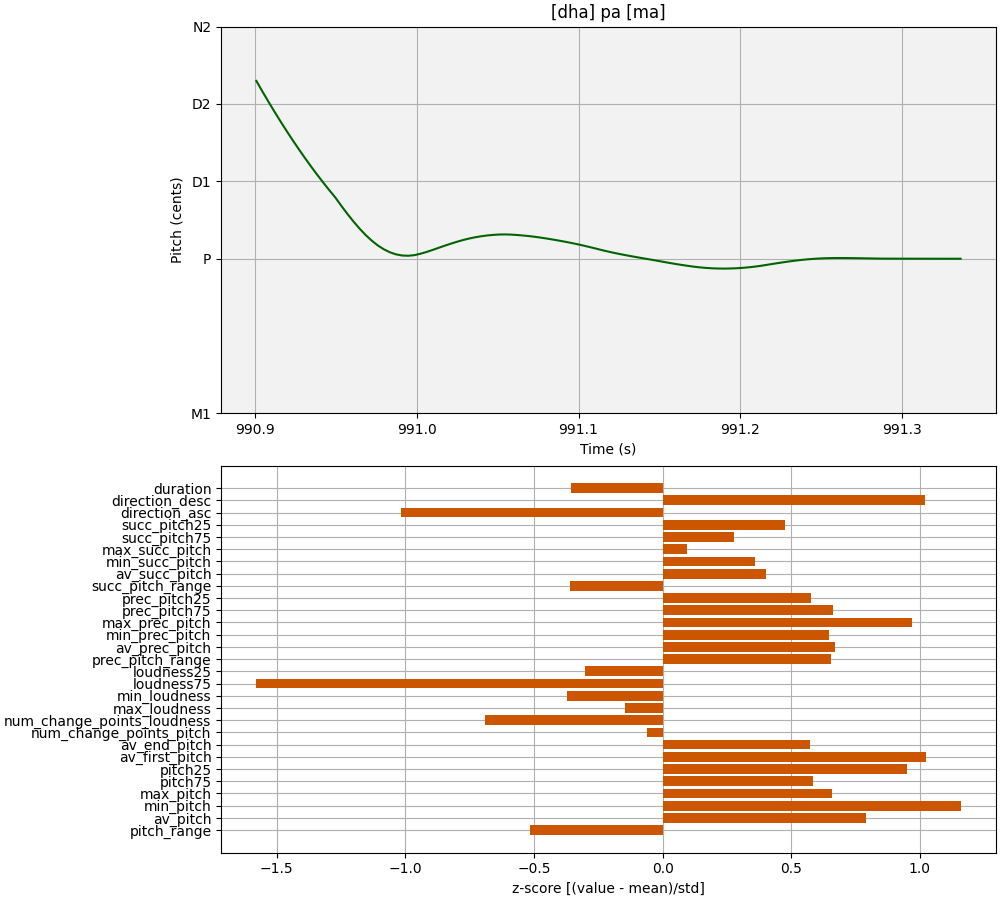 [dha] pa [ma]
N2
D2
D1
P
M1
Pitch (cents)
990.9 991.0 991.1 991.2 991.3
Time (s)
duration
direction_desc
direction_asc
succ_pitch25
succ_pitch75
max_succ_pitch
min_succ_pitch
av_succ_pitch
succ_pitch_range
prec_pitch25
prec_pitch75
max_prec_pitch
min_prec_pitch
av_prec_pitch
prec_pitch_range
loudness25
loudness75
min_loudness
max_loudness
num_change_points_loudness
num_change_points_pitch
av_end_pitch
av_first_pitch
pitch25
pitch75
max_pitch
min_pitch
av_pitch
pitch_range
−1.5 −1.0 −0.5 0.0 0.5 1.0
z-score [(value - mean)/std]